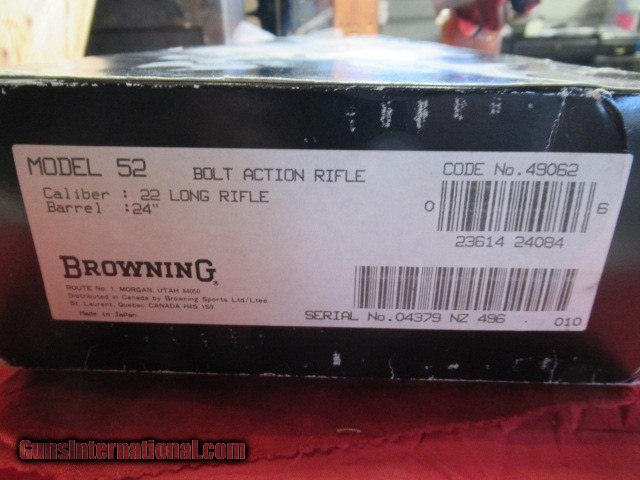 MODEL 52 BOLT ACTION RIFLE CODE No.49062
Caliber : 22 LONG RIFLE
Barrel :24"
0 6
23614 24084
BROWNING®
ROUTE No. 1, MORGAN, UTAH 84050
Distributed in Canada by Browning Sports Ltd/Ltee
St. Laurent, Quebec CANADA H4S 1S9
Made in Japan
SERIAL No.04379 NZ 496 010
GunsInternational.com